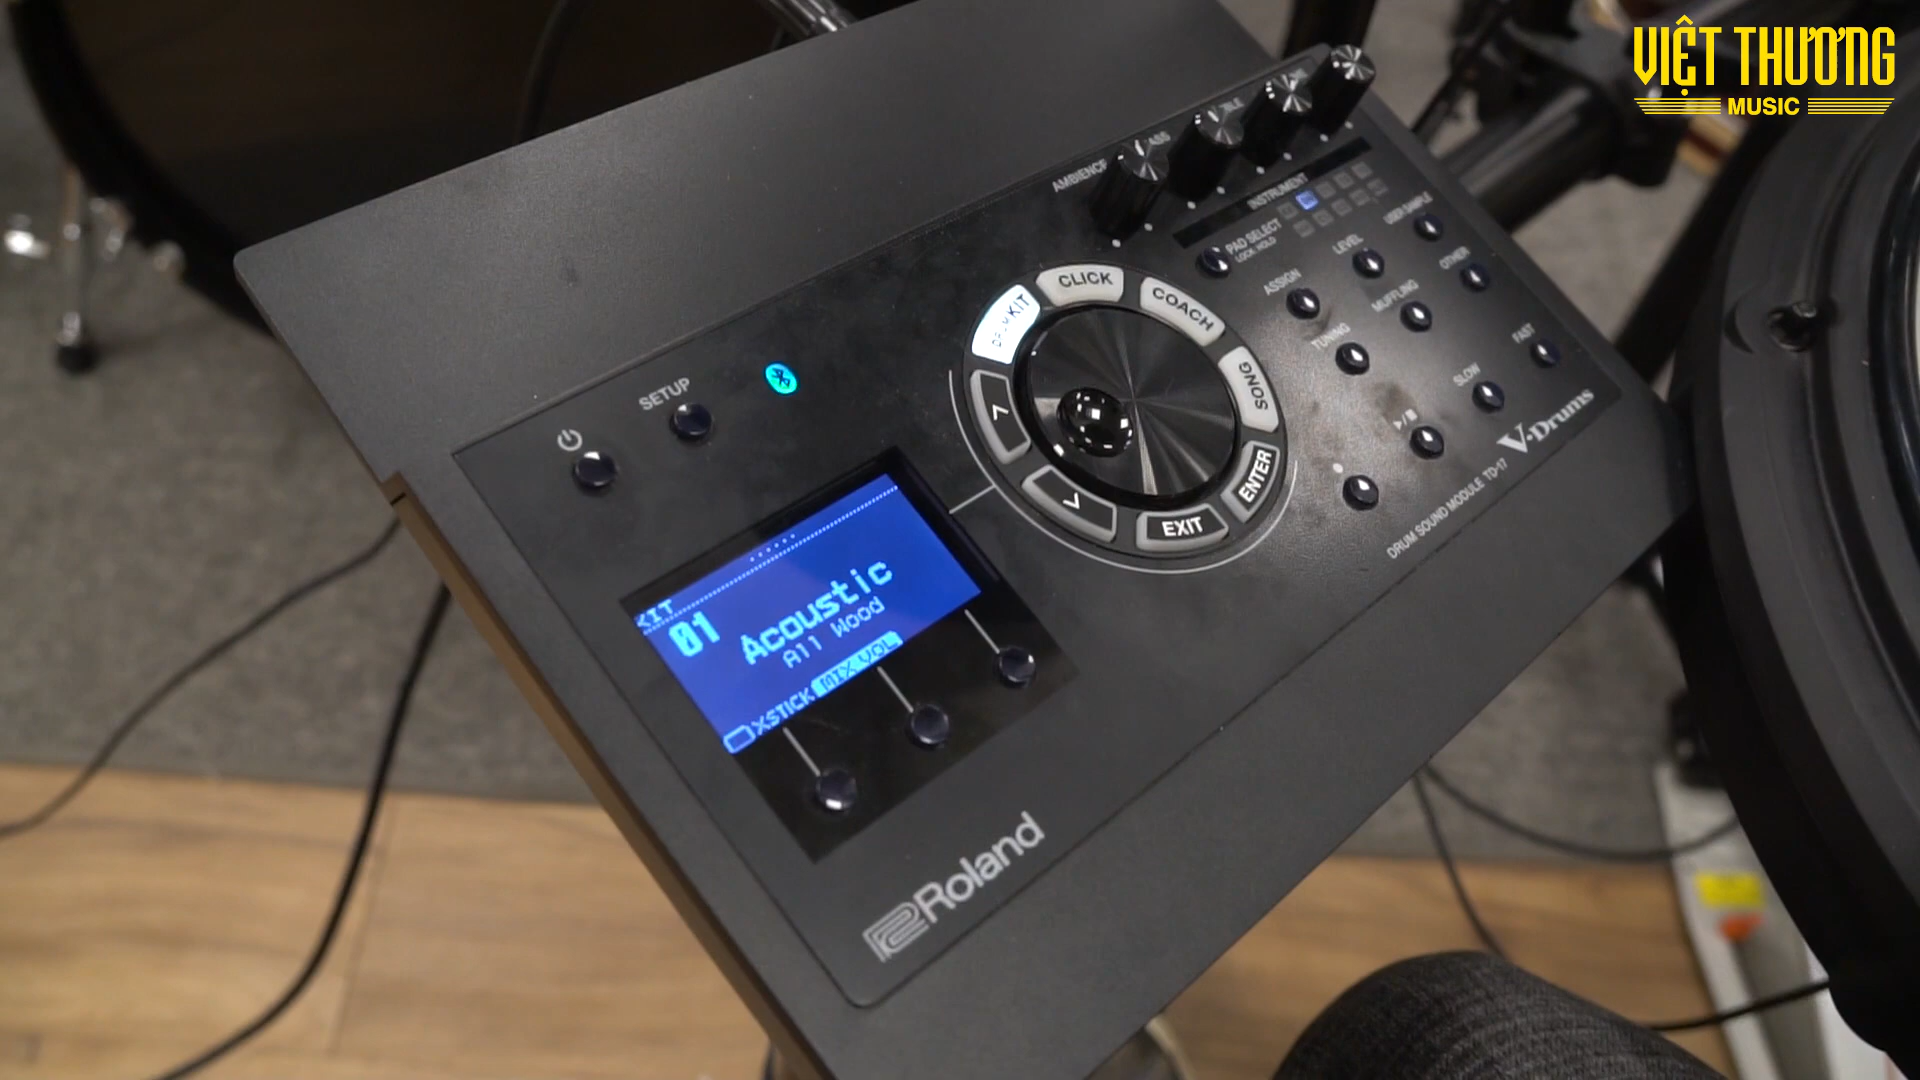 VIỆT THƯƠNG
MUSIC
AMBIENCE
INSTRUMENT
PAD SELECT
LOCK:HOLD
USER SAMPLE
LEVEL
OTHER
ASSIGN
MUFFLING
TUNING
FAST
SLOW
CLICK
COACH
SONG
ENTER
EXIT
SETUP
V-Drums
DRUM SOUND MODULE TD-17
KIT
01 Acoustic
All Wood
XSTICK MIX VOL
Roland